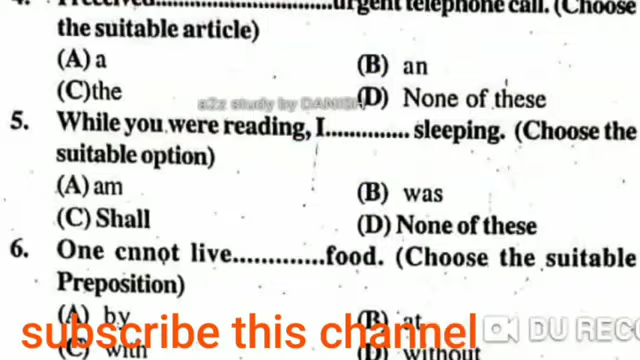 4. I received..............................urgent telephone call. (Choose
the suitable article)
(A) a (B) an
(C)the (D) None of these
a2z study by DANISH
5. While you were reading, I.............. sleeping. (Choose the
suitable option)
(A) am (B) was
(C) Shall (D) None of these
6. One cnnot live.............food. (Choose the suitable
Preposition)
(A) by (B) at
subscribe this channel DU RECO
(C) with (D) without